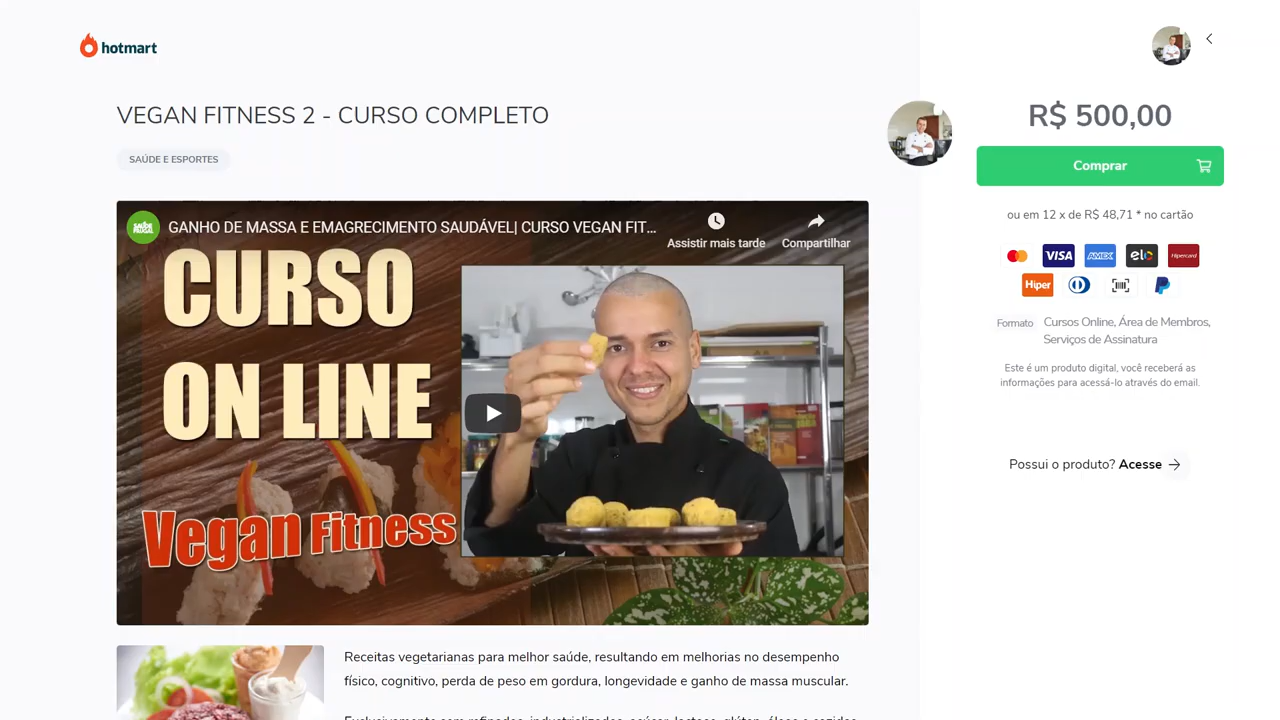 hotmart
VEGAN FITNESS 2 - CURSO COMPLETO
SAÚDE E ESPORTES
GANHO DE MASSA E EMAGRECIMENTO SAUDÁVEL| CURSO VEGAN FIT...
Assistir mais tarde
Compartilhar
CURSO
ON LINE
Vegan Fitness
Receitas vegetarianas para melhor saúde, resultando em melhorias no desempenho
físico, cognitivo, perda de peso em gordura, longevidade e ganho de massa muscular.
R$ 500,00
Comprar
ou em 12 x de R$ 48,71 * no cartão
VISA
AMEX
elo
Hipercard
Hiper
Formato
Cursos Online, Área de Membros,
Serviços de Assinatura
Este é um produto digital, você receberá as
informações para acessá-lo através do email.
Possui o produto? Acesse